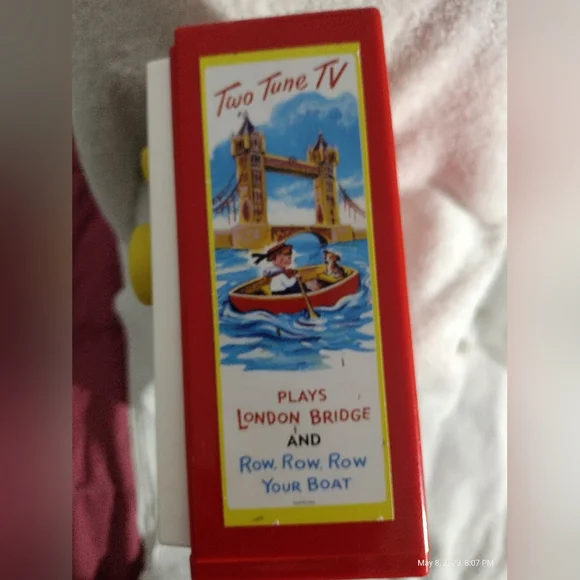 Two Tune TV
PLAYS
LONDON BRIDGE
AND
ROW, ROW, ROW
YOUR BOAT